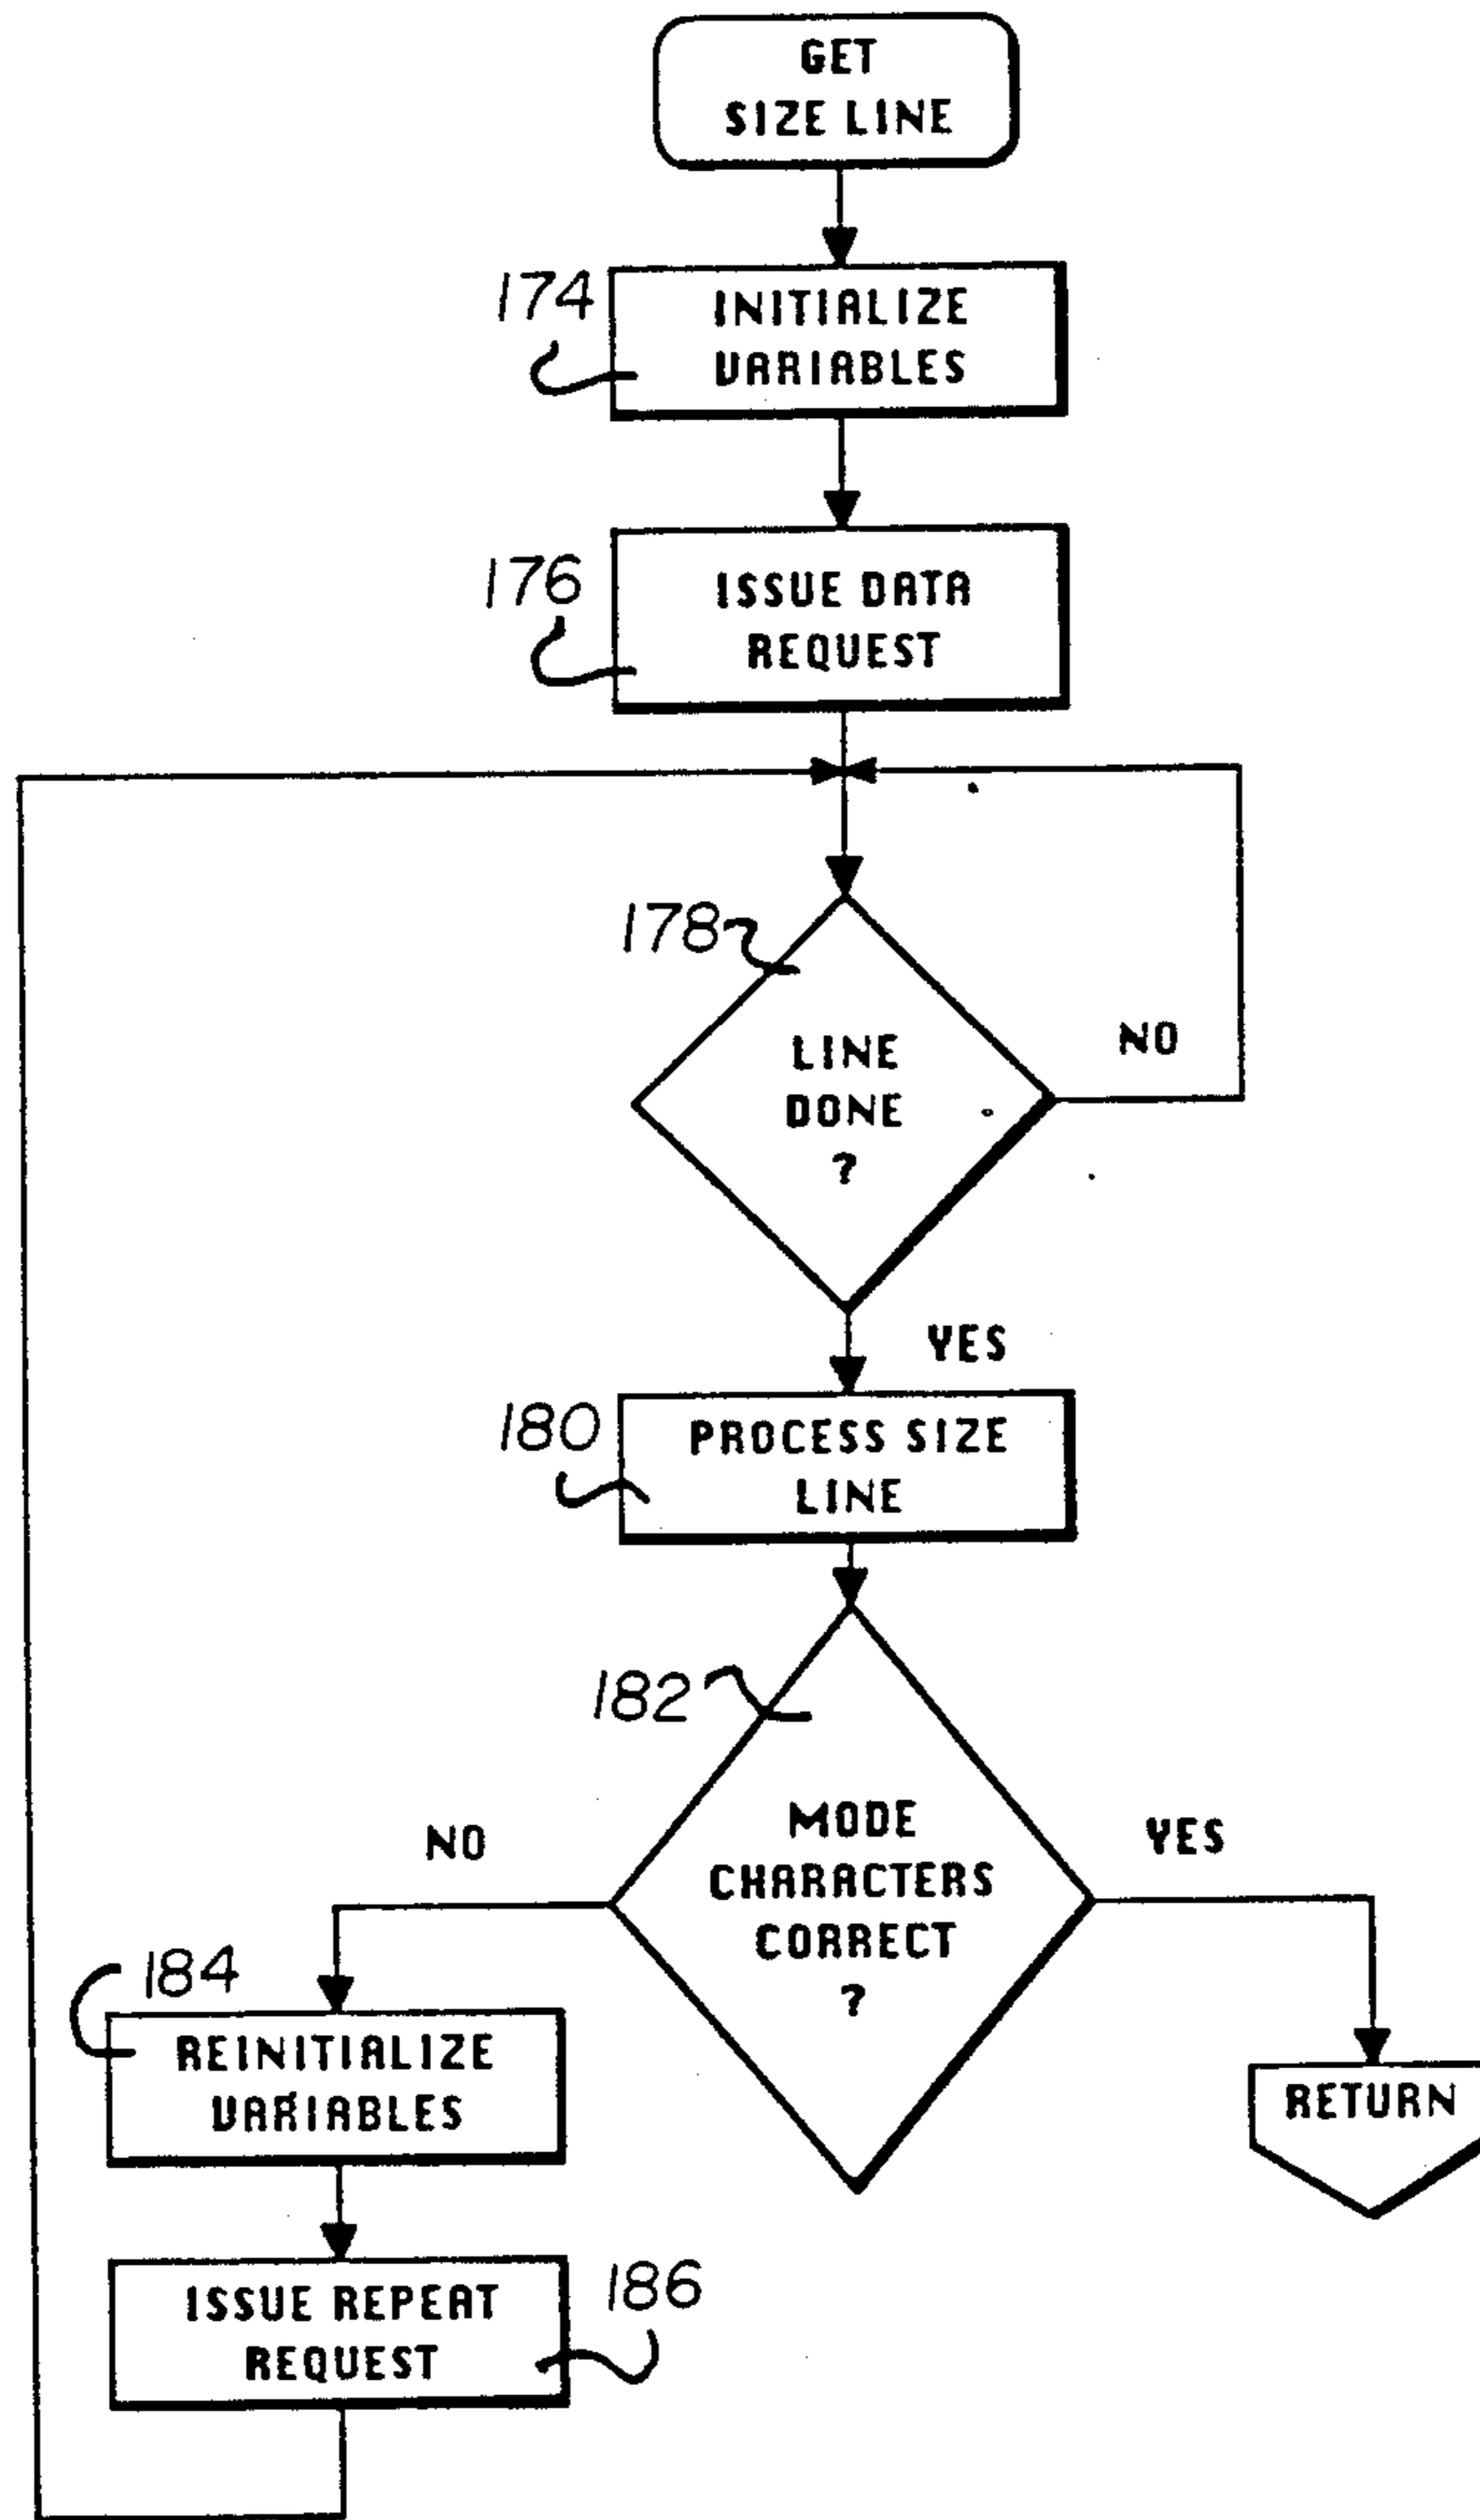 GET
SIZE LINE
174
INITIALIZE
VARIABLES
176
ISSUE DATA
REQUEST
178
LINE
DONE
?
NO
YES
180
PROCESS SIZE
LINE
182
MODE
CHARACTERS
CORRECT
?
NO
YES
184
REINITIALIZE
VARIABLES
RETURN
ISSUE REPEAT
REQUEST
186